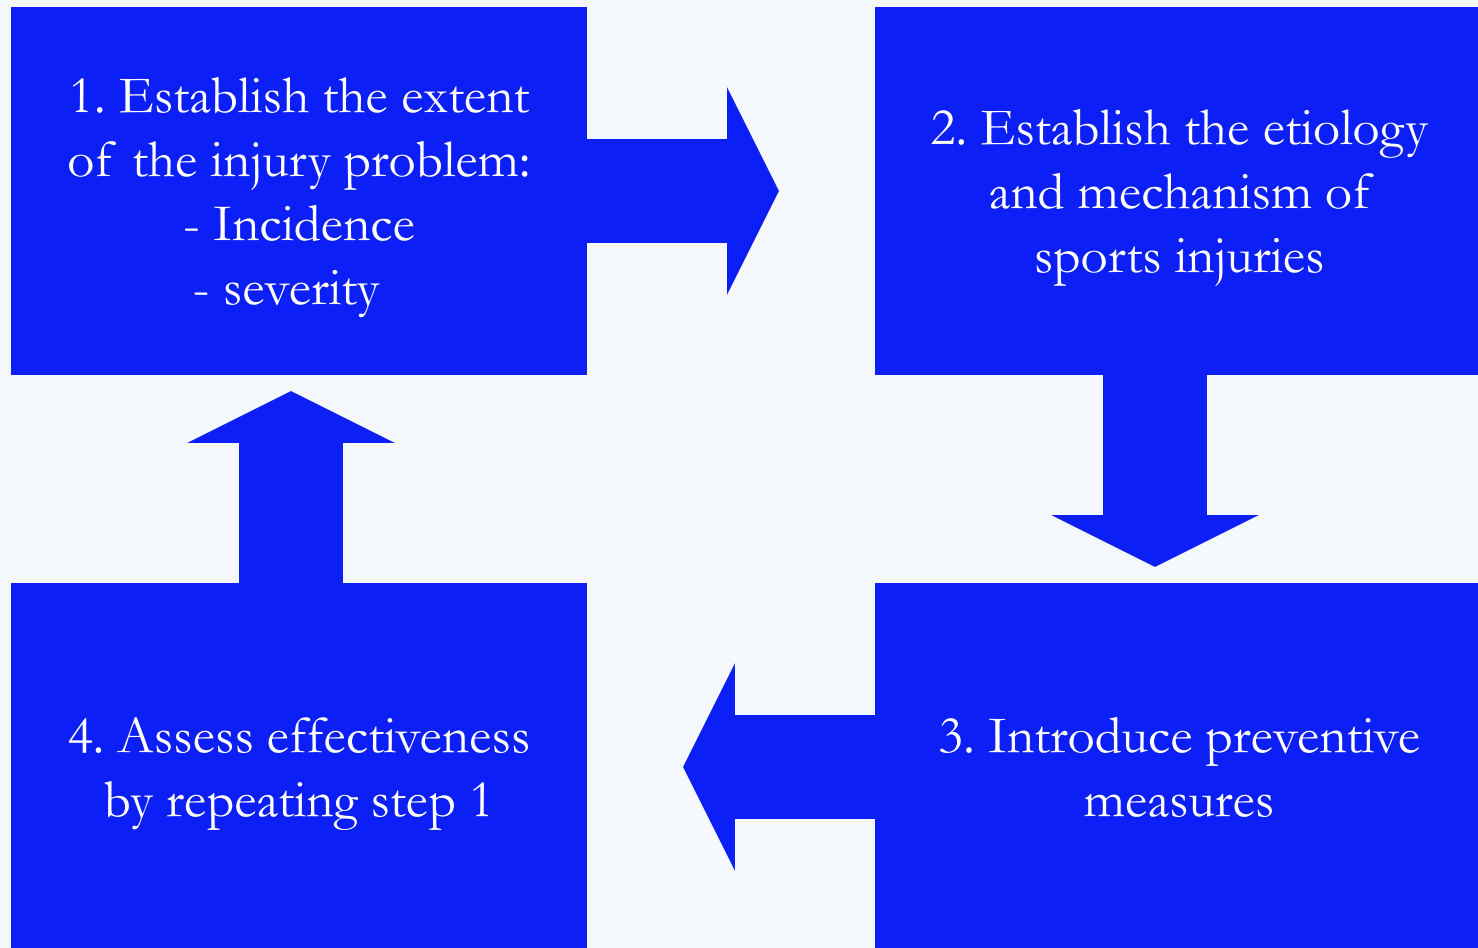 1. Establish the extent
of the injury problem:
- Incidence
- severity
2. Establish the etiology
and mechanism of
sports injuries
3. Introduce preventive
measures
4. Assess effectiveness
by repeating step 1